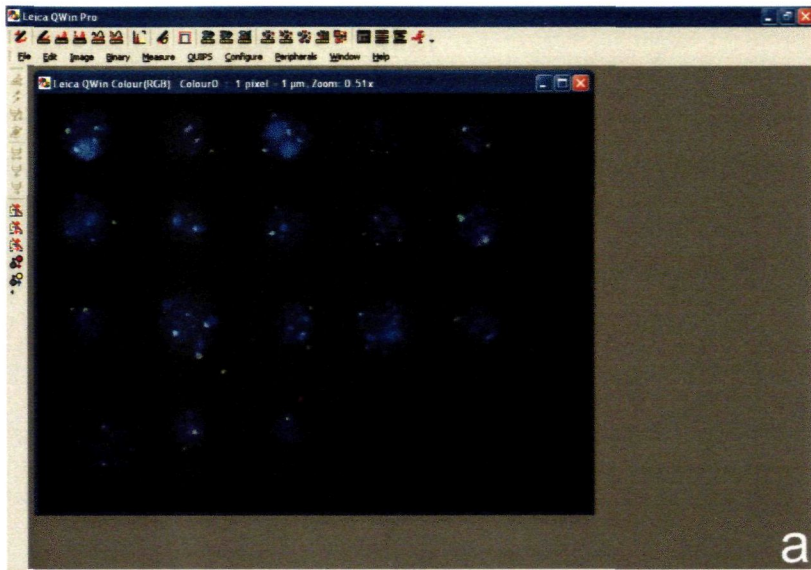 Leica QWin Pro
File Edit Image Binary Measure QUIPS Configure Peripherals Window Help
Leica QWin Colour(RGB) Colour0 : 1 pixel - 1 µm, Zoom: 0.51x
a